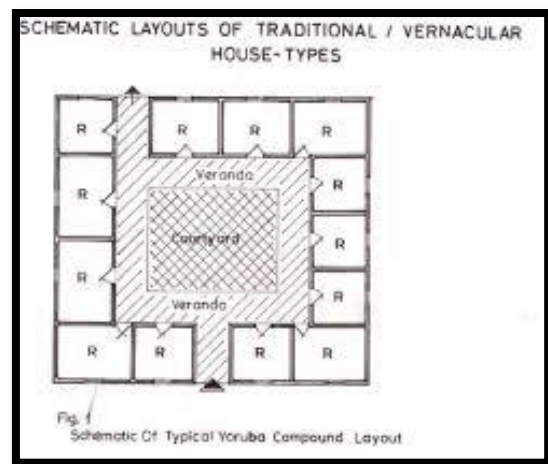 SCHEMATIC LAYOUTS OF TRADITIONAL / VERNACULAR
HOUSE-TYPES
R R R R
Veranda
R R
Courtyard
R R
R R
Veranda
R R R R
Fig. 1
Schematic Of Typical Yoruba Compound Layout